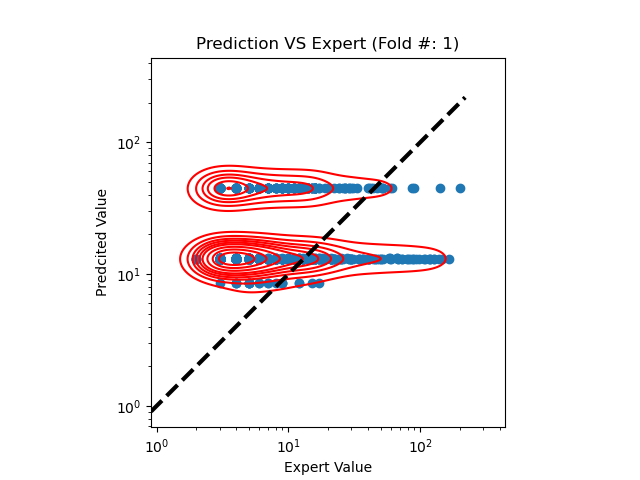 Prediction VS Expert (Fold #: 1)
Predcited Value
10²
10¹
10⁰
10⁰ 10¹ 10²
Expert Value